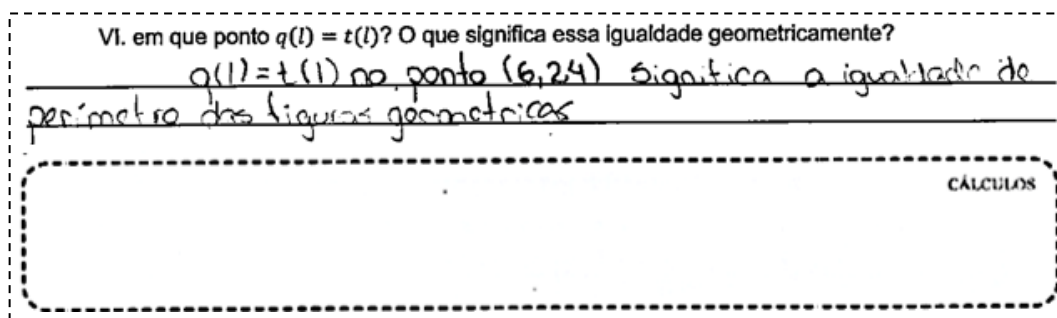 VI. em que ponto q(l) = t(l)? O que significa essa igualdade geometricamente?
q(l) = t(l) no ponto (6,24) significa a igualdade do
perímetro das figuras geometricas
CÁLCULOS